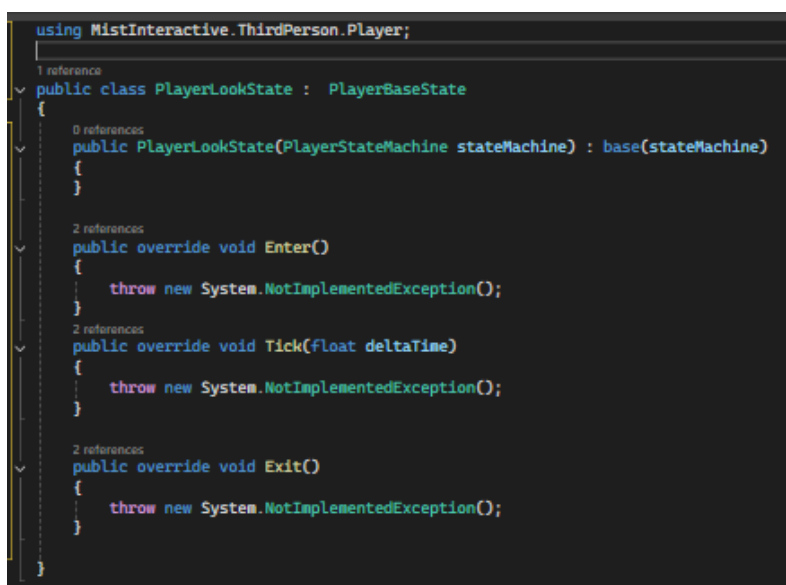 using MistInteractive.ThirdPerson.Player;
1 reference
public class PlayerLookState :  PlayerBaseState
{
0 references
public PlayerLookState(PlayerStateMachine stateMachine) : base(stateMachine)
{
}
2 references
public override void Enter()
{
throw new System.NotImplementedException();
}
2 references
public override void Tick(float deltaTime)
{
throw new System.NotImplementedException();
}
2 references
public override void Exit()
{
throw new System.NotImplementedException();
}
}